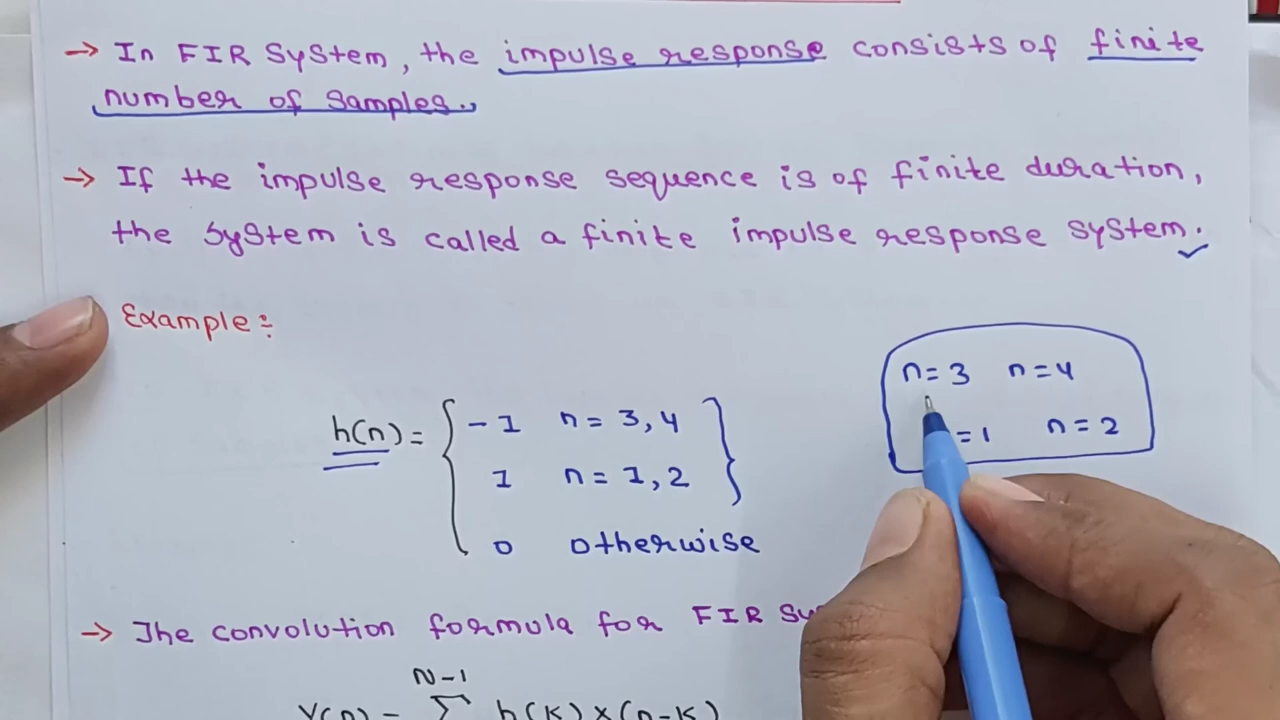 → In FIR System, the impulse response consists of finite
number of samples.
→ If the impulse response sequence is of finite duration,
the system is called a finite impulse response system.
Example:
n=3 n=4
=1 n=2
h(n)= { -1 n= 3,4 }
1 n= 1,2
0 otherwise
→ The convolution formula for FIR
N-1
y(n) = Σ h(k) x(n-k)